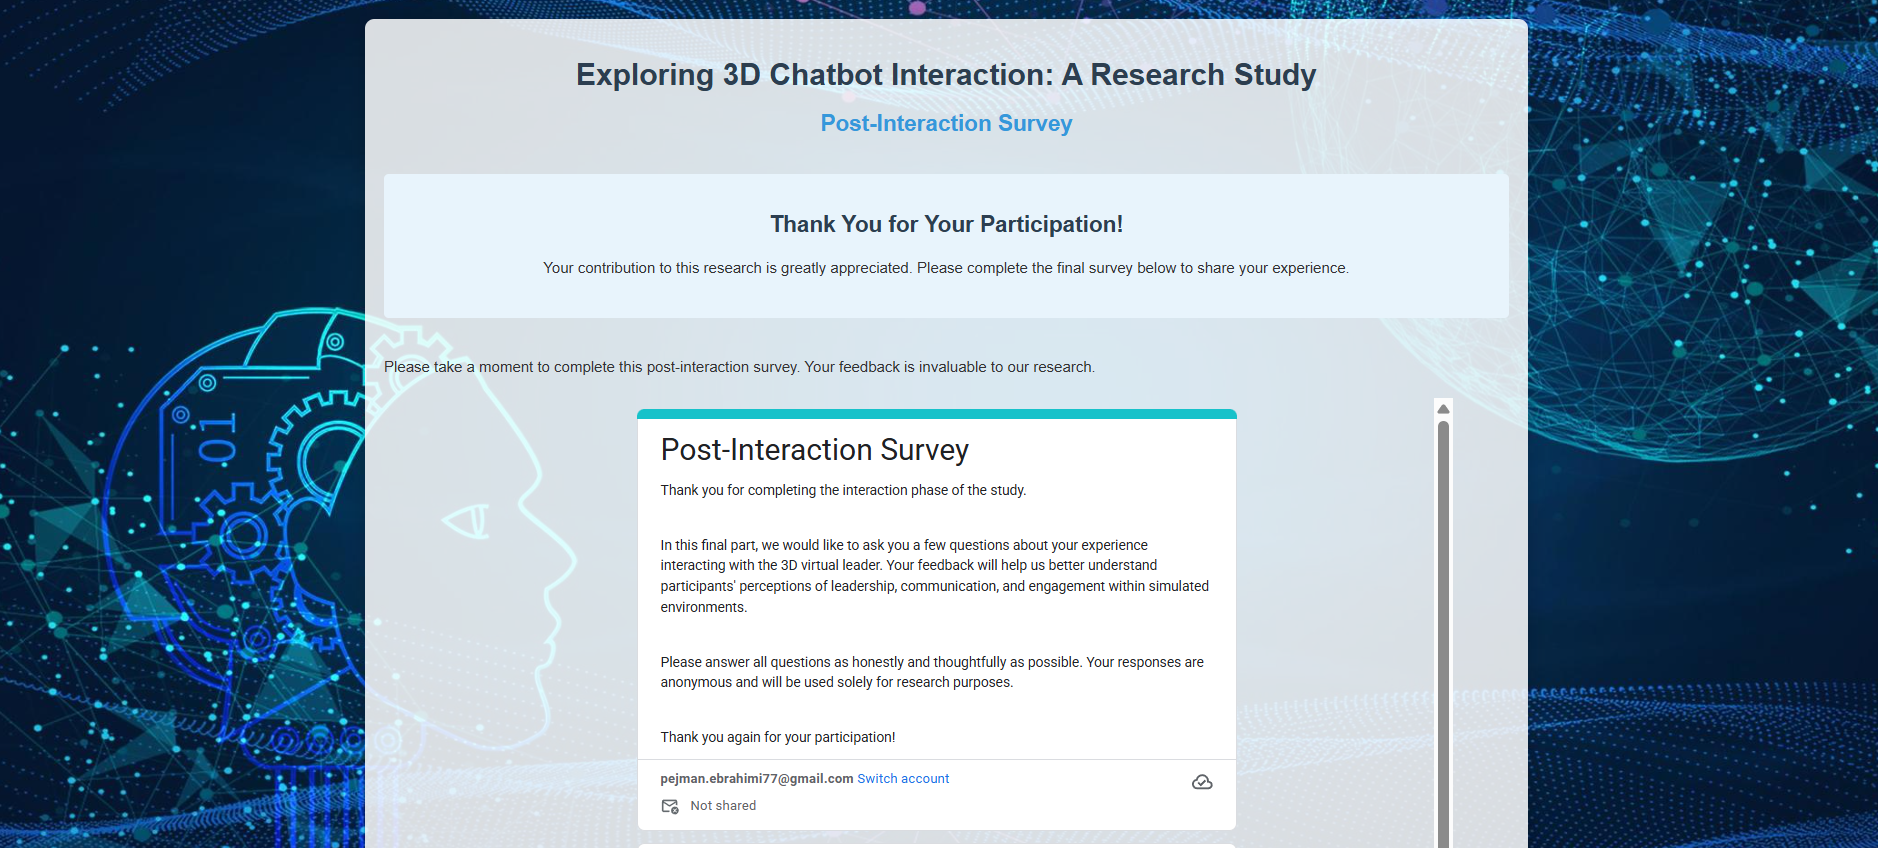 Exploring 3D Chatbot Interaction: A Research Study
Post-Interaction Survey
Thank You for Your Participation!
Your contribution to this research is greatly appreciated. Please complete the final survey below to share your experience.
Please take a moment to complete this post-interaction survey. Your feedback is invaluable to our research.
Post-Interaction Survey
Thank you for completing the interaction phase of the study.
In this final part, we would like to ask you a few questions about your experience
interacting with the 3D virtual leader. Your feedback will help us better understand
participants' perceptions of leadership, communication, and engagement within simulated
environments.
Please answer all questions as honestly and thoughtfully as possible. Your responses are
anonymous and will be used solely for research purposes.
Thank you again for your participation!
pejman.ebrahimi77@gmail.com Switch account
Not shared
01